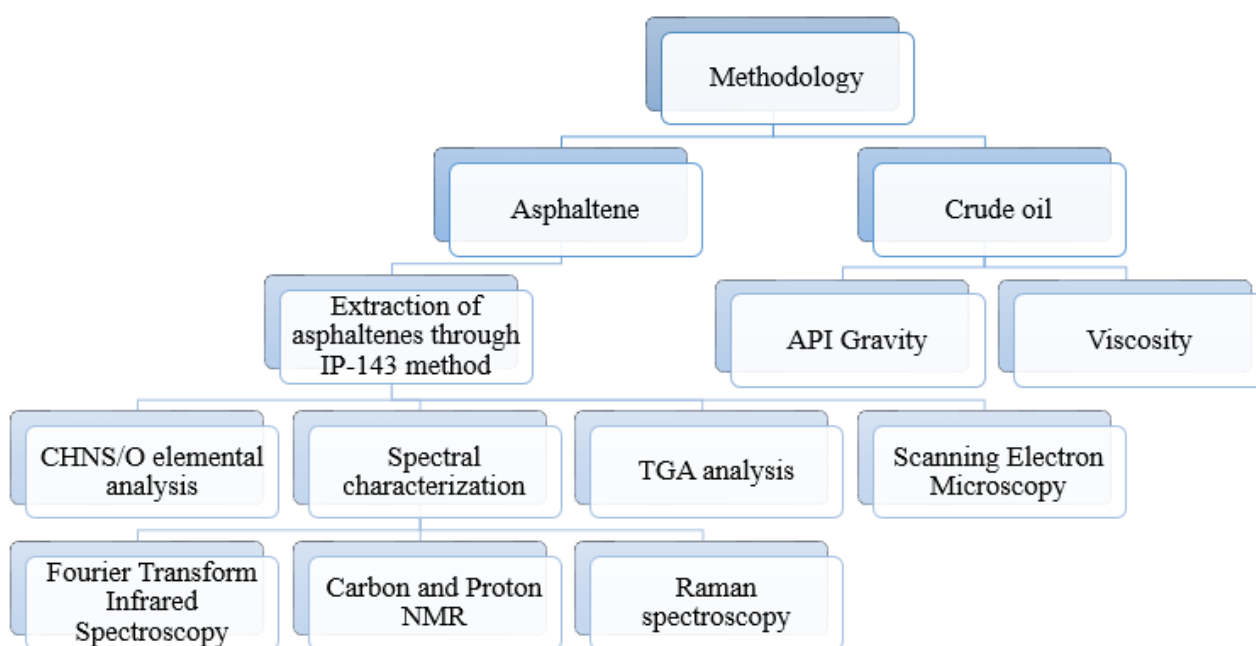 Methodology
Asphaltene
Crude oil
Extraction of
asphaltenes through
IP-143 method
API Gravity
Viscosity
CHNS/O elemental
analysis
Spectral
characterization
TGA analysis
Scanning Electron
Microscopy
Fourier Transform
Infrared
Spectroscopy
Carbon and Proton
NMR
Raman
spectroscopy